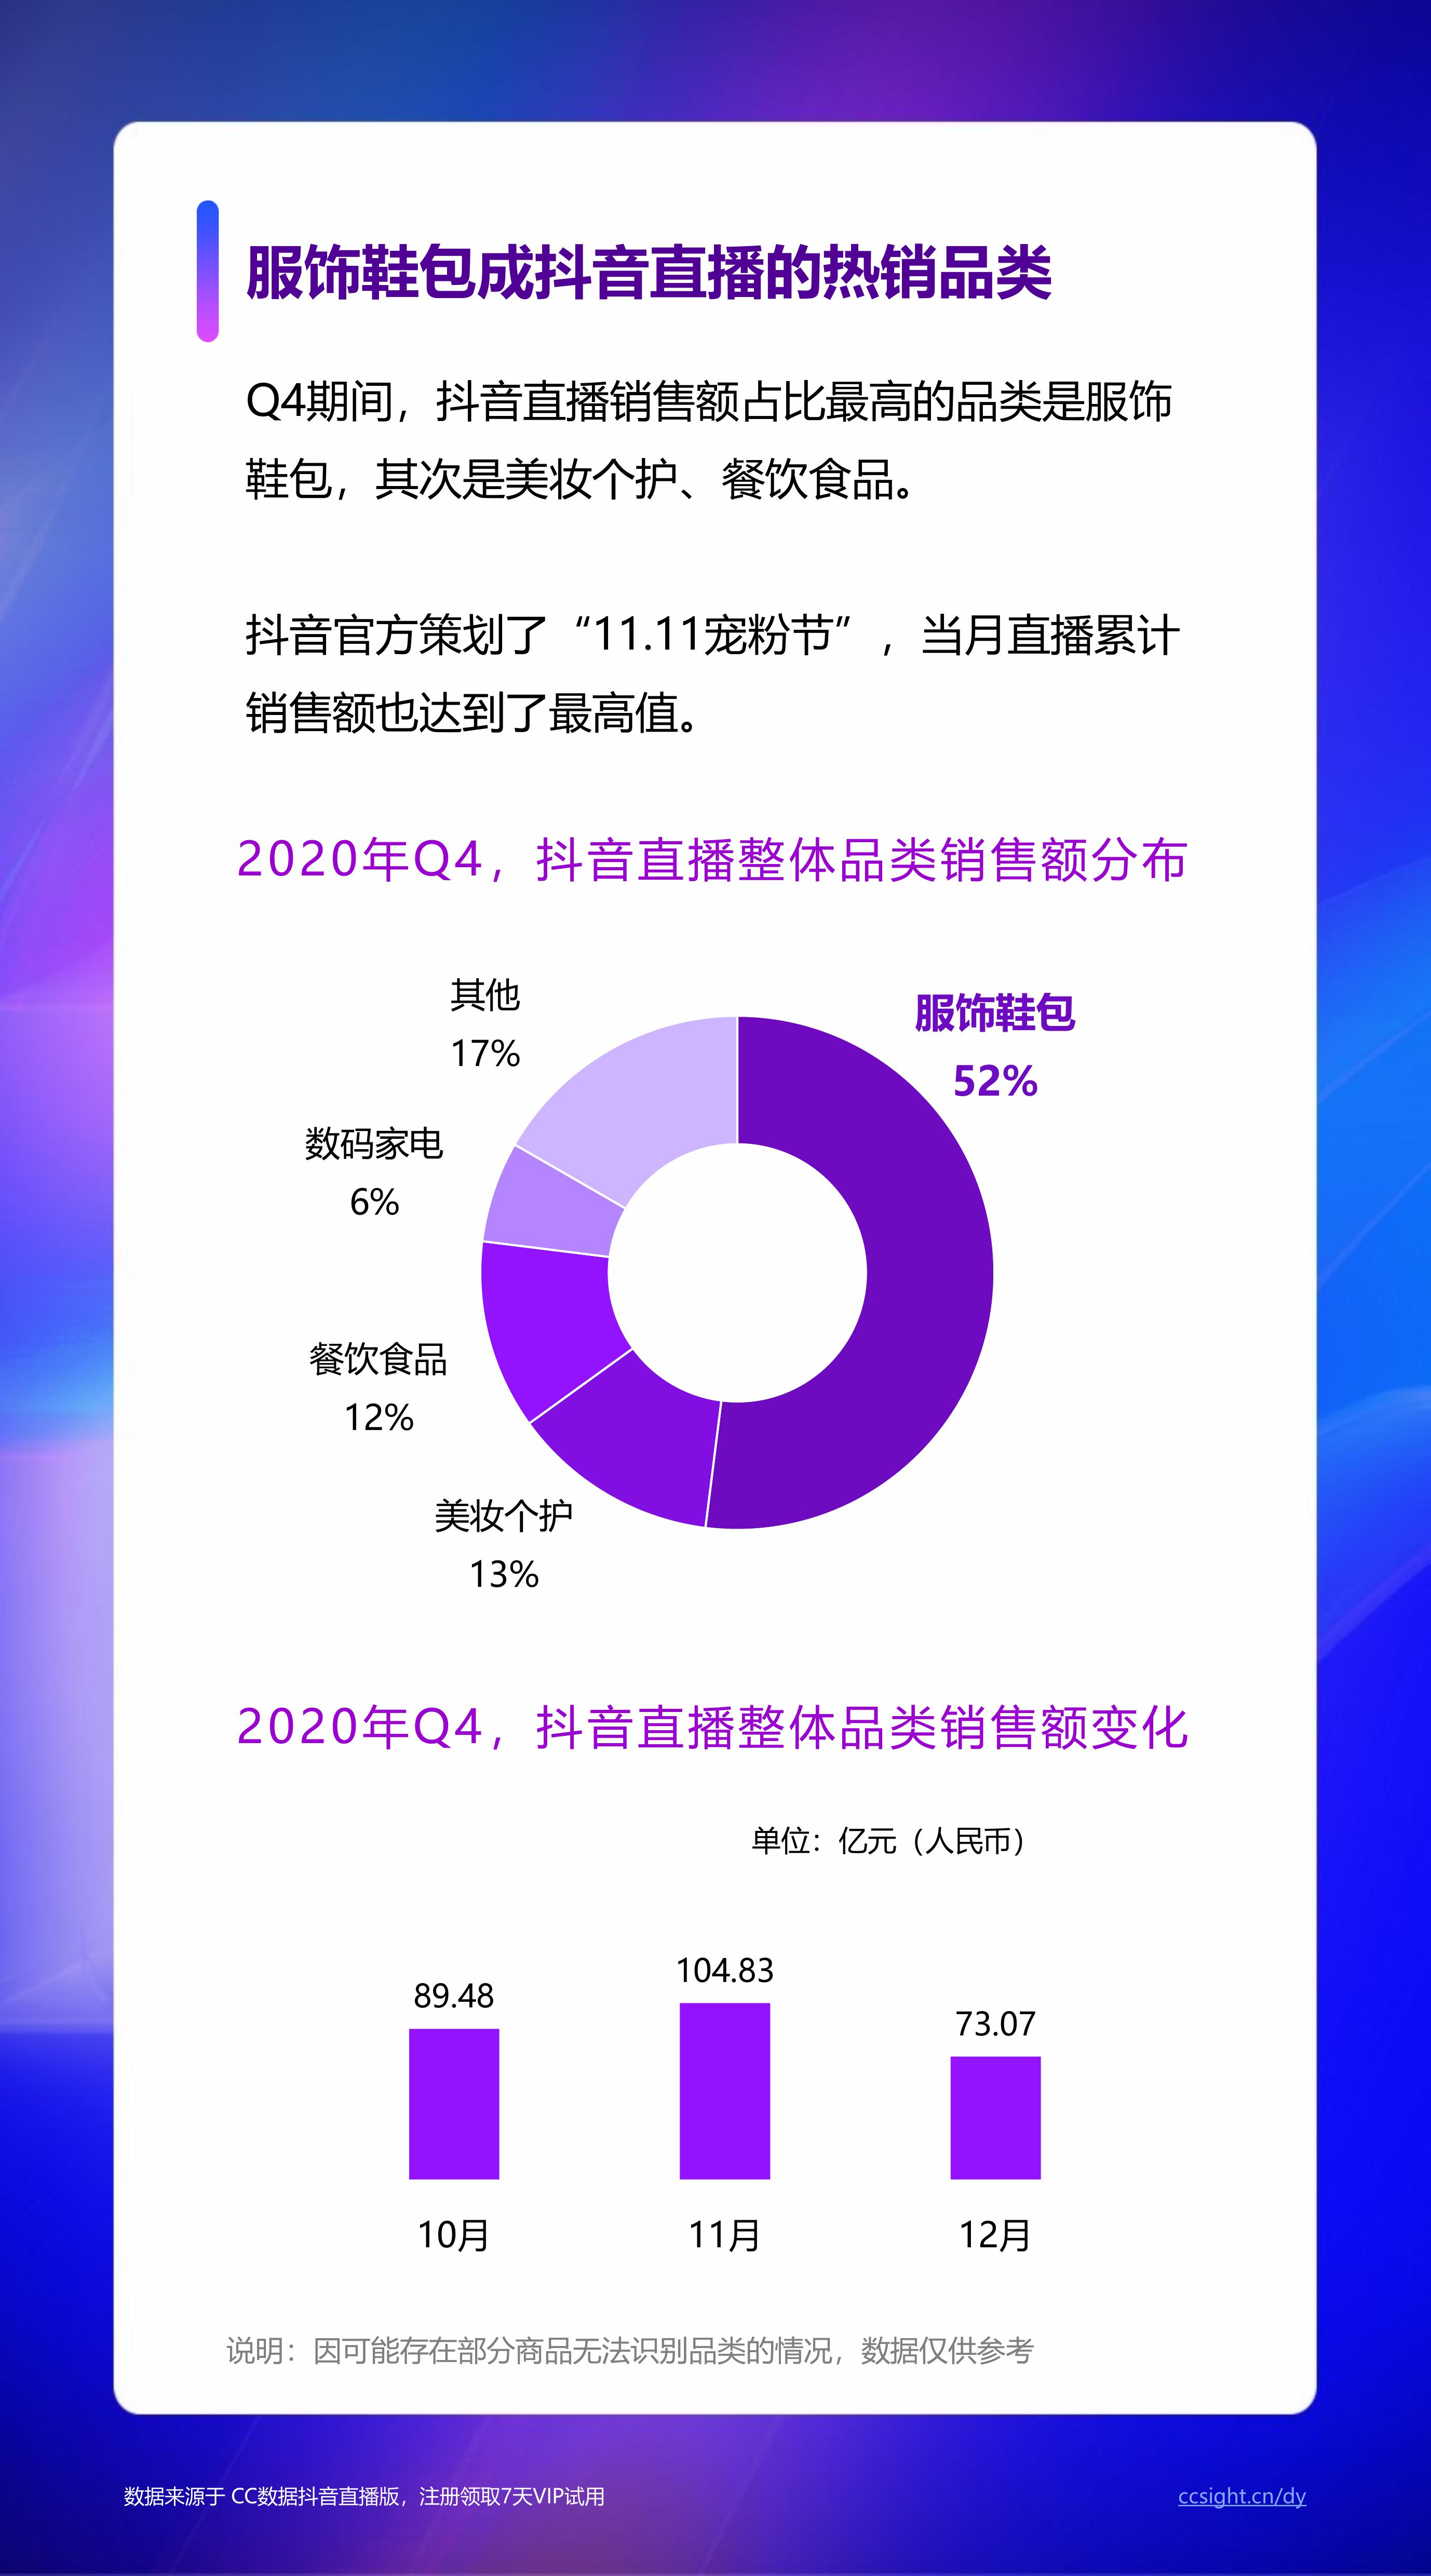 服饰鞋包成抖音直播的热销品类
Q4期间，抖音直播销售额占比最高的品类是服饰
鞋包，其次是美妆个护、餐饮食品。
抖音官方策划了“11.11宠粉节”，当月直播累计
销售额也达到了最高值。
2020年Q4，抖音直播整体品类销售额分布
其他
17%
服饰鞋包
52%
数码家电
6%
餐饮食品
12%
美妆个护
13%
2020年Q4，抖音直播整体品类销售额变化
单位：亿元（人民币）
89.48
104.83
73.07
10月
11月
12月
说明：因可能存在部分商品无法识别品类的情况，数据仅供参考
数据来源于 CC数据抖音直播版，注册领取7天VIP试用
ccsight.cn/dy